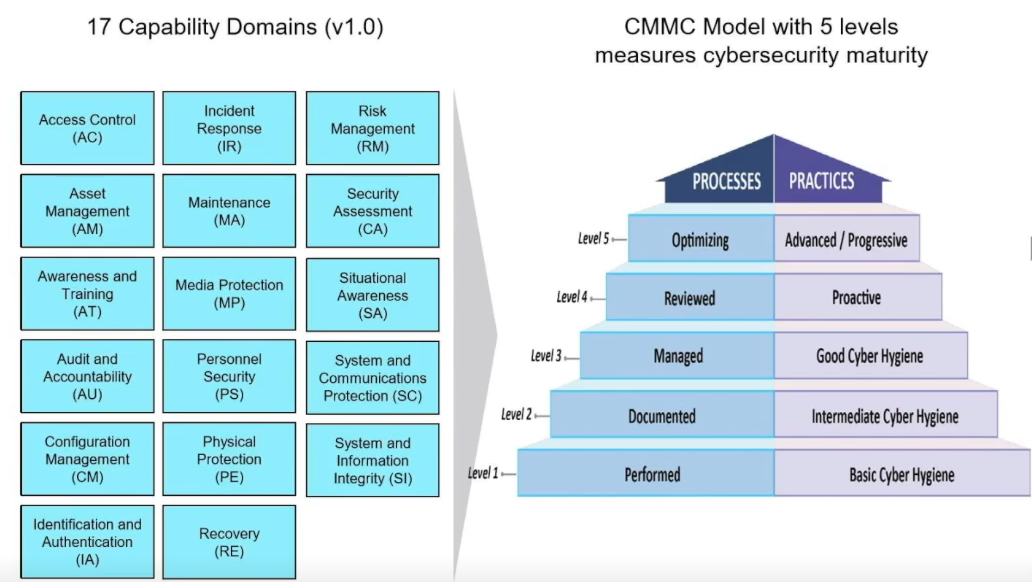 17 Capability Domains (v1.0)
Access Control
(AC)
Incident
Response
(IR)
Risk
Management
(RM)
Asset
Management
(AM)
Maintenance
(MA)
Security
Assessment
(CA)
Awareness and
Training
(AT)
Media Protection
(MP)
Situational
Awareness
(SA)
Audit and
Accountability
(AU)
Personnel
Security
(PS)
System and
Communications
Protection (SC)
Configuration
Management
(CM)
Physical
Protection
(PE)
System and
Information
Integrity (SI)
Identification and
Authentication
(IA)
Recovery
(RE)
CMMC Model with 5 levels
measures cybersecurity maturity
PROCESSES PRACTICES
Level 5 Optimizing Advanced / Progressive
Level 4 Reviewed Proactive
Level 3 Managed Good Cyber Hygiene
Level 2 Documented Intermediate Cyber Hygiene
Level 1 Performed Basic Cyber Hygiene